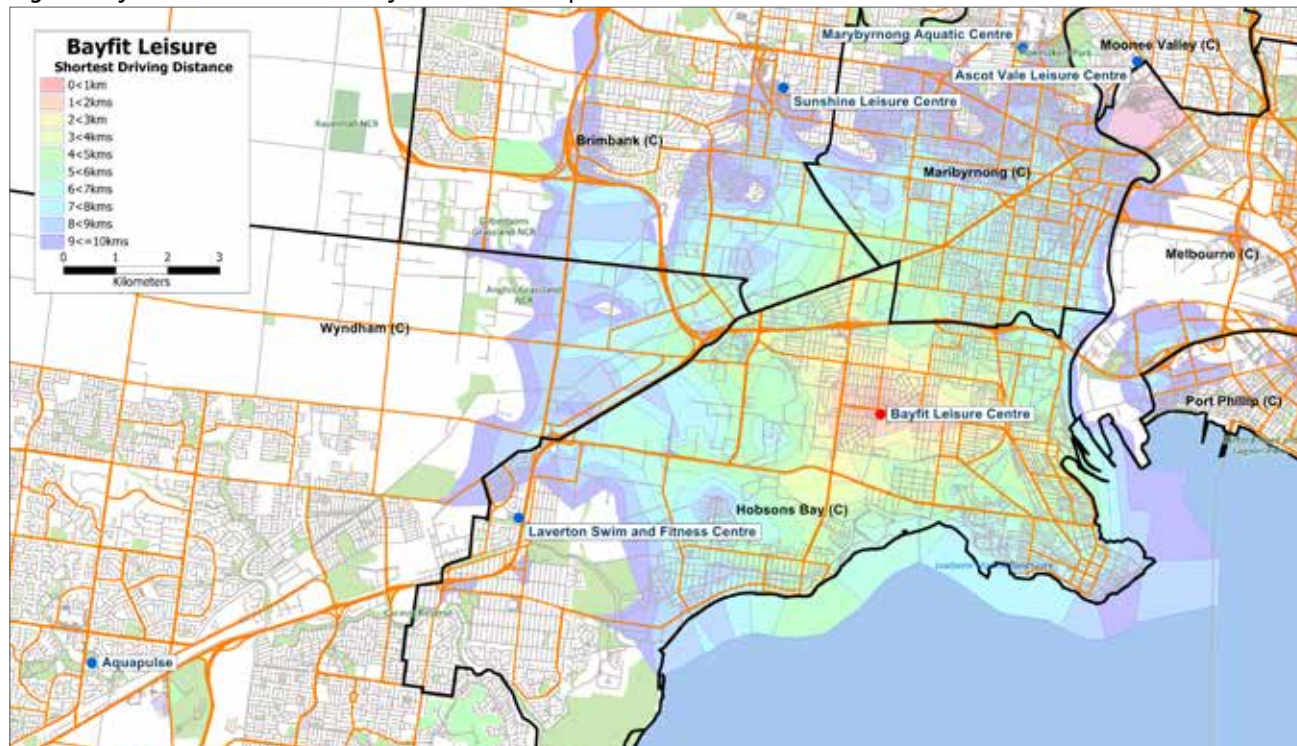 Bayfit Leisure
Shortest Driving Distance
0<1km
1<2kms
2<3km
3<4kms
4<5kms
5<6kms
6<7kms
7<8kms
8<9kms
9<=10kms
0 1 2 3
Kilometers
Marybyrnong Aquatic Centre
Moonee Valley (C)
Ascot Vale Leisure Centre
Sunshine Leisure Centre
Brimbank (C)
Maribyrnong (C)
Melbourne (C)
Wyndham (C)
Port Phillip (C)
Bayfit Leisure Centre
Hobsons Bay (C)
Laverton Swim and Fitness Centre
Aquapulse